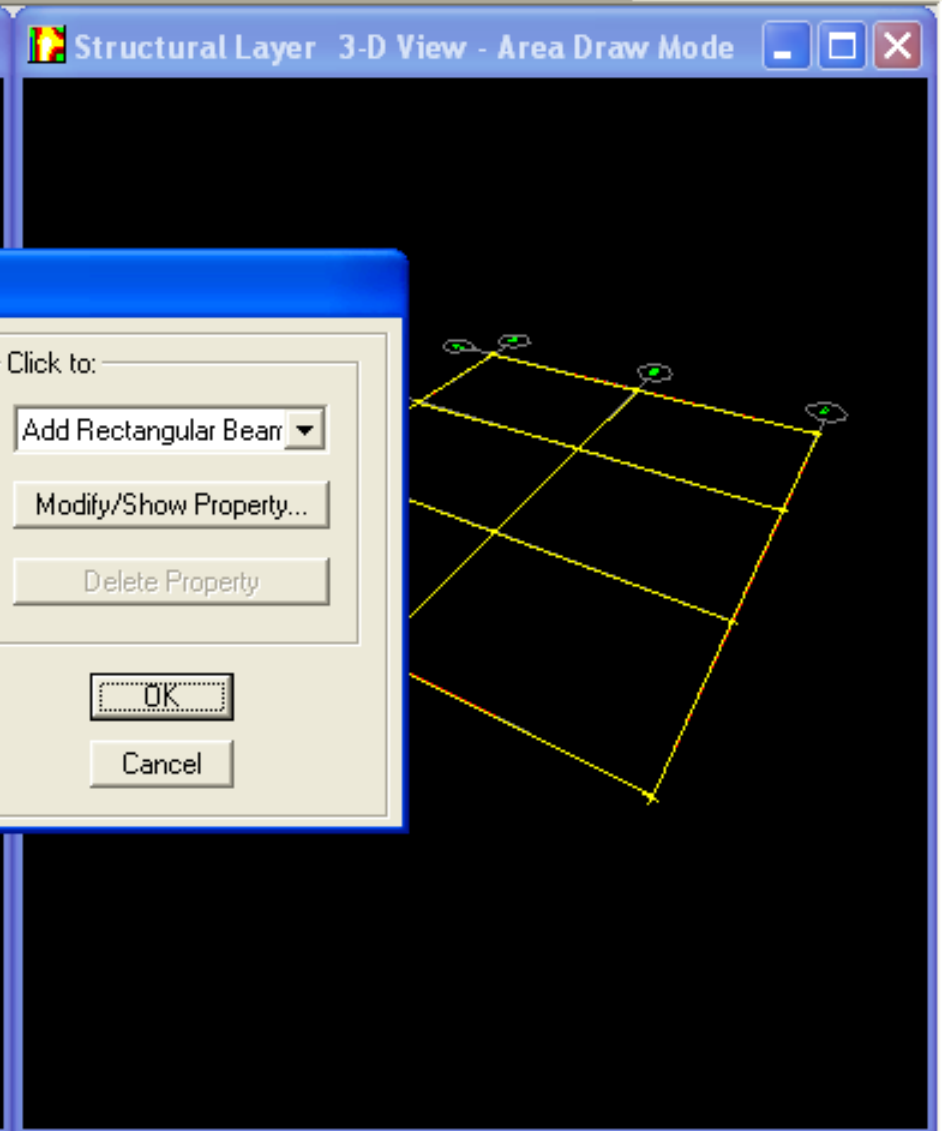 Structural Layer 3-D View - Area Draw Mode
Click to:
Add Rectangular Bear
Modify/Show Property...
Delete Property
OK
Cancel